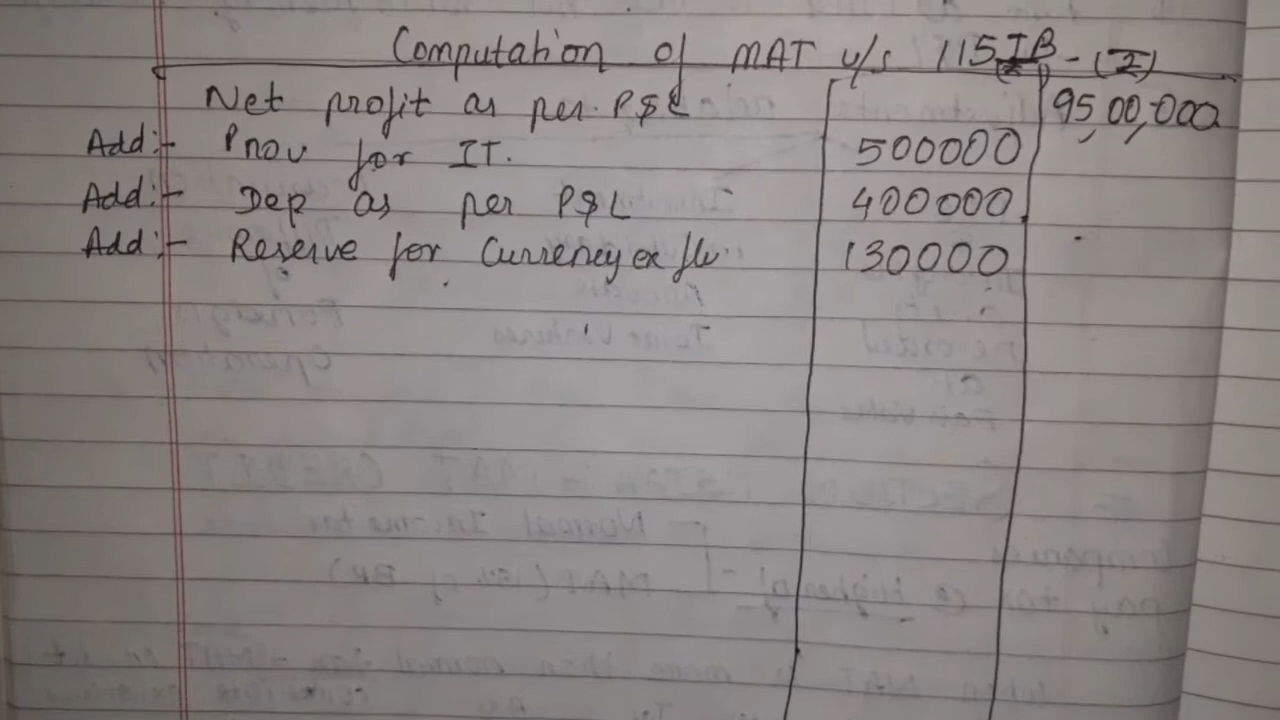 Computation of MAT u/s 115JB - (I)
Net profit as per P&L 95,00,000
Add:- Prov for IT. 500000
Add:- Dep as per P&L 400000
Add:- Reserve for Currency ex flu 130000